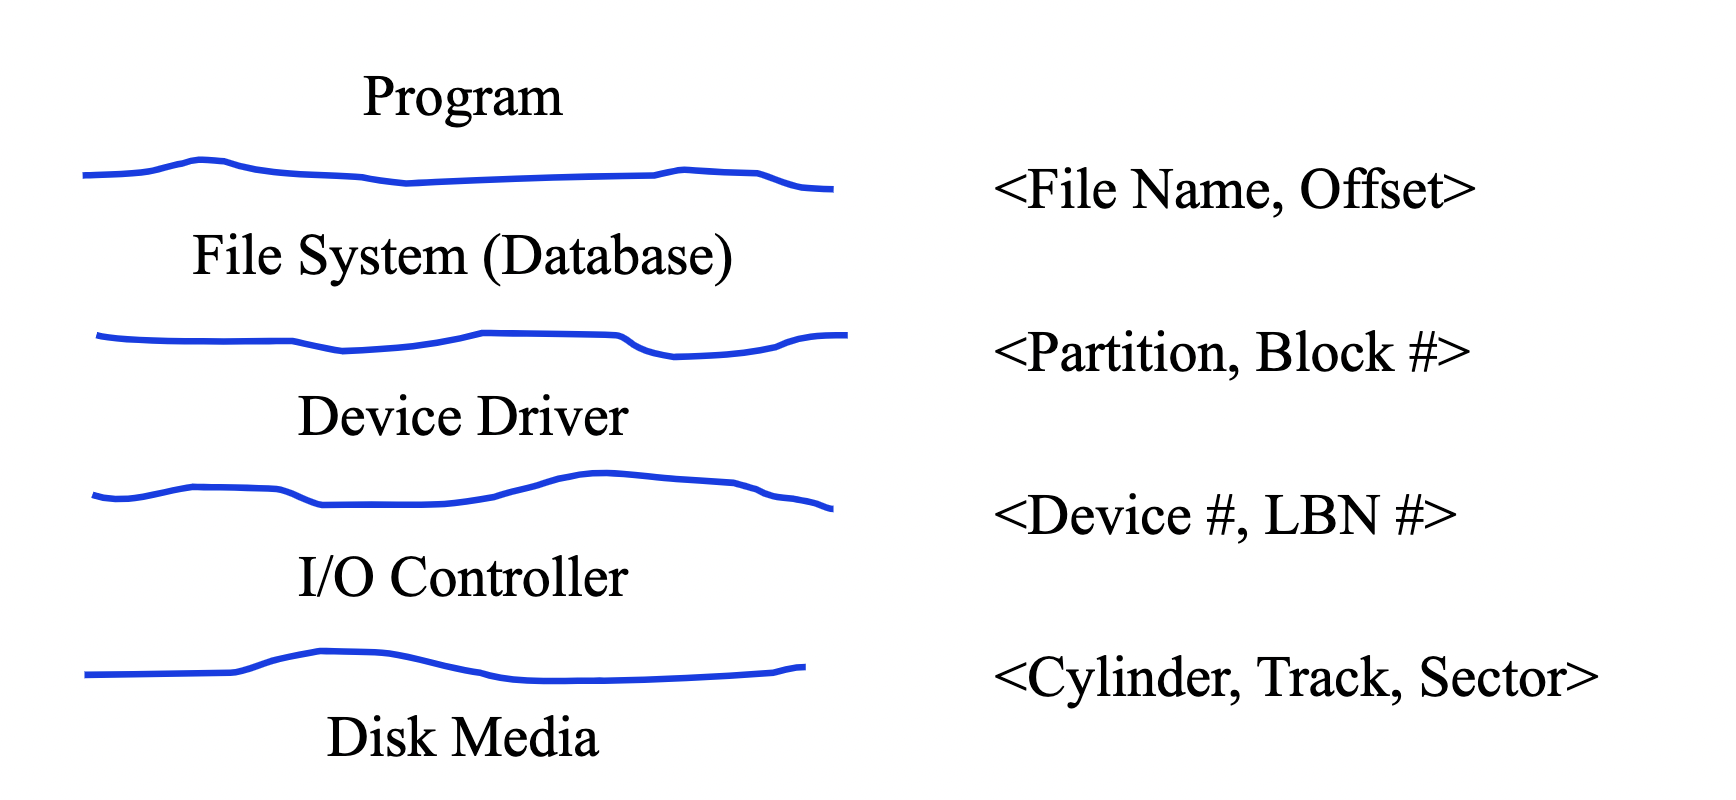 Program
<File Name, Offset>
File System (Database)
<Partition, Block #>
Device Driver
<Device #, LBN #>
I/O Controller
<Cylinder, Track, Sector>
Disk Media